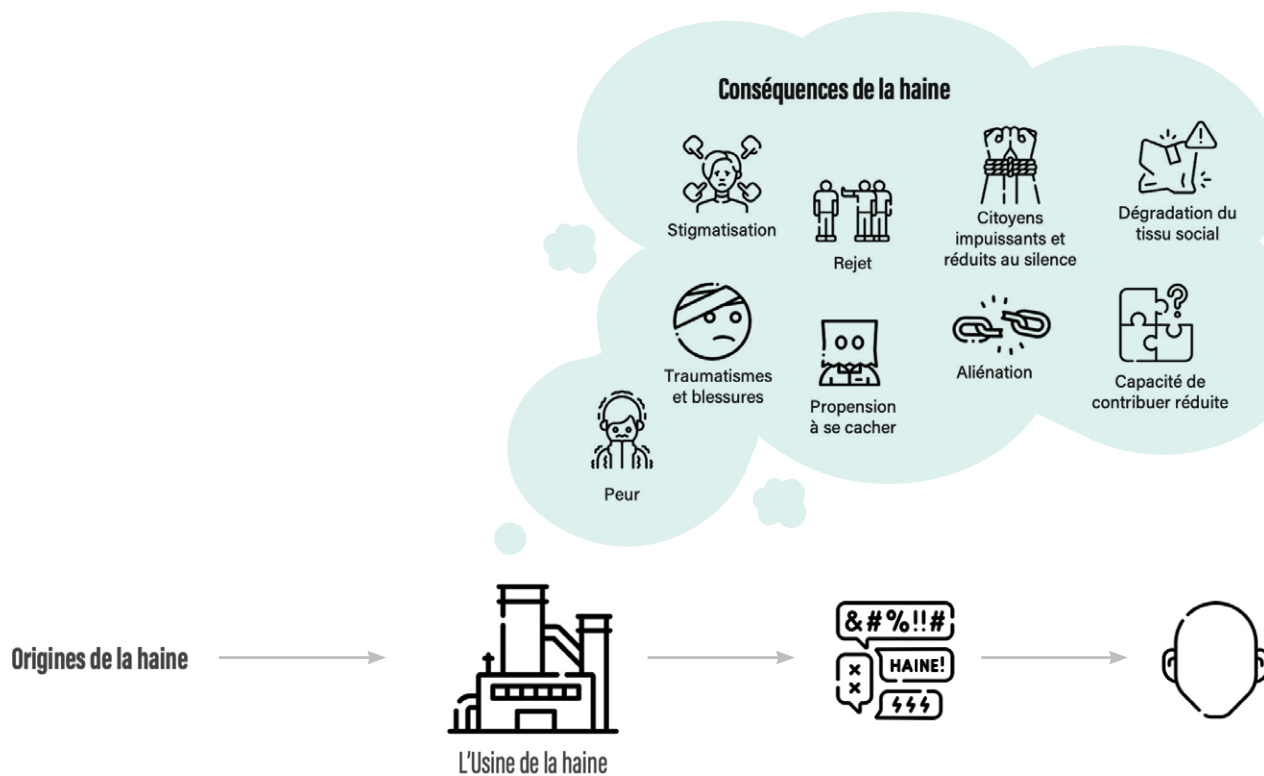 Conséquences de la haine
Stigmatisation
Rejet
Citoyens
impuissants et
réduits au silence
Dégradation du
tissu social
Traumatismes
et blessures
Propension
à se cacher
Aliénation
Capacité de
contribuer réduite
Peur
Origines de la haine
L'Usine de la haine
&#%!!#
HAINE!